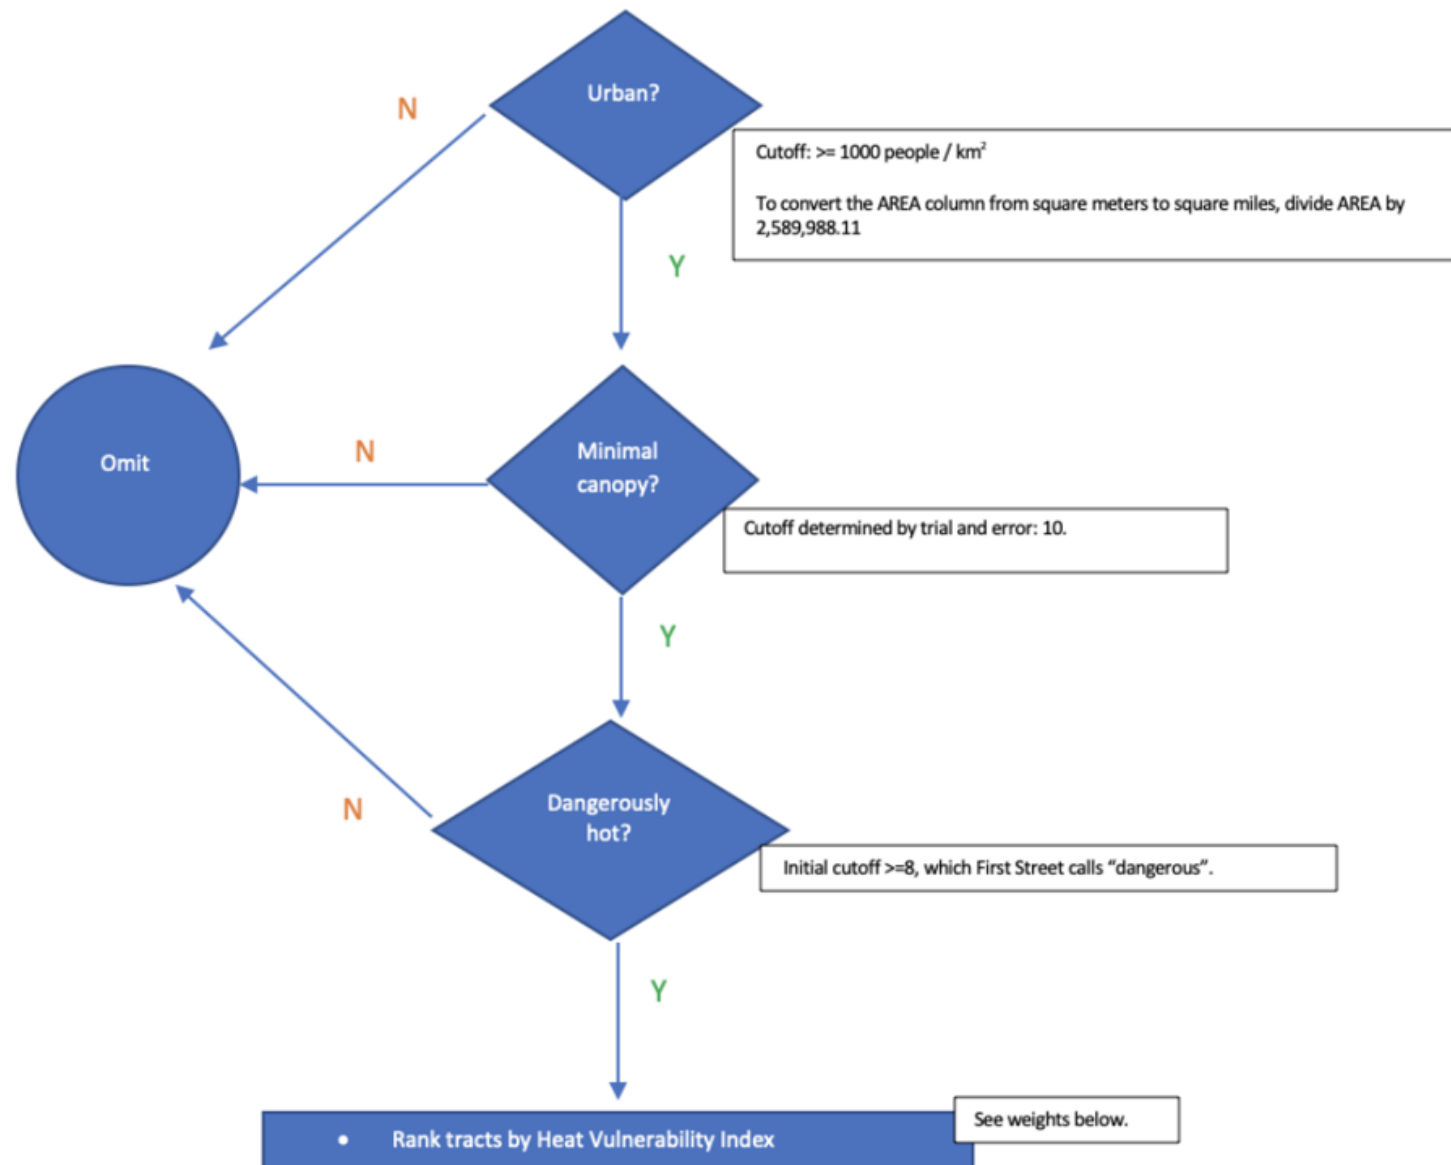 Urban?
N
Cutoff: >= 1000 people / km²
To convert the AREA column from square meters to square miles, divide AREA by
2,589,988.11
Y
Minimal
canopy?
N
Omit
Cutoff determined by trial and error: 10.
Y
Dangerously
hot?
N
Initial cutoff >=8, which First Street calls “dangerous”.
Y
See weights below.
• Rank tracts by Heat Vulnerability Index